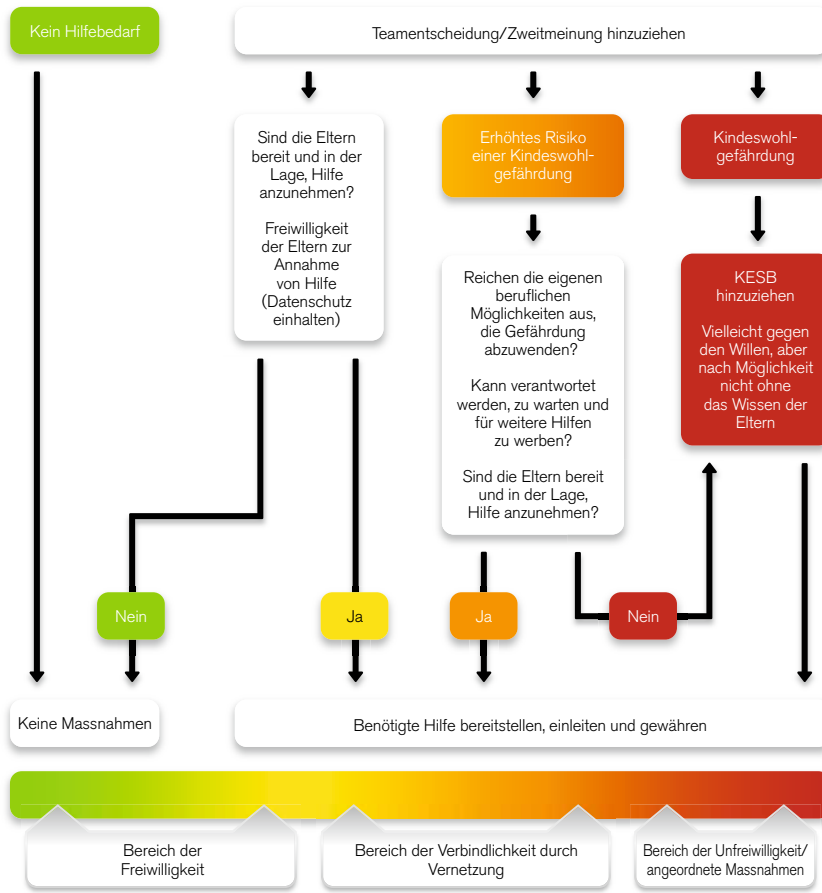 Kein Hilfebedarf
Teamentscheidung/Zweitmeinung hinzuziehen
Sind die Eltern
bereit und in der
Lage, Hilfe
anzunehmen?
Freiwilligkeit
der Eltern zur
Annahme
von Hilfe
(Datenschutz
einhalten)
Erhöhtes Risiko
einer Kindeswohl-
gefährdung
Kindeswohl-
gefährdung
Reichen die eigenen
beruflichen
Möglichkeiten aus,
die Gefährdung
abzuwenden?
Kann verantwortet
werden, zu warten und
für weitere Hilfen
zu werben?
Sind die Eltern bereit
und in der Lage,
Hilfe anzunehmen?
KESB
hinzuziehen
Vielleicht gegen
den Willen, aber
nach Möglichkeit
nicht ohne
das Wissen der
Eltern
Nein
Ja
Ja
Nein
Keine Massnahmen
Benötigte Hilfe bereitstellen, einleiten und gewähren
Bereich der
Freiwilligkeit
Bereich der Verbindlichkeit durch
Vernetzung
Bereich der Unfreiwilligkeit/
angeordnete Massnahmen